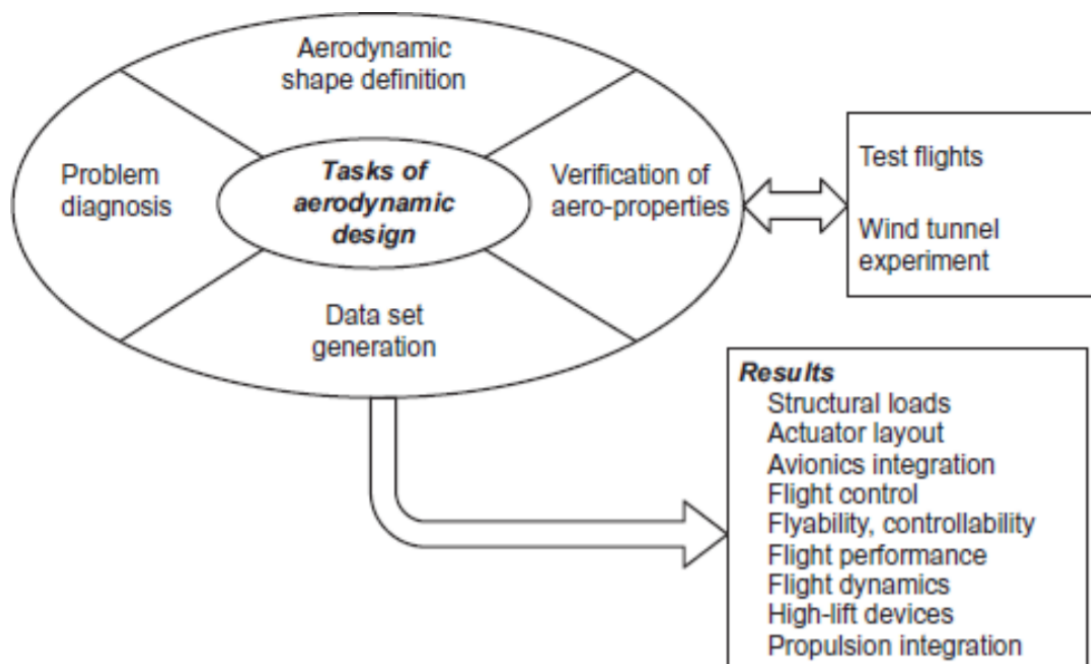 Aerodynamic
shape definition
Problem
diagnosis
Tasks of
aerodynamic
design
Verification of
aero-properties
Data set
generation
Test flights
Wind tunnel
experiment
Results
Structural loads
Actuator layout
Avionics integration
Flight control
Flyability, controllability
Flight performance
Flight dynamics
High-lift devices
Propulsion integration